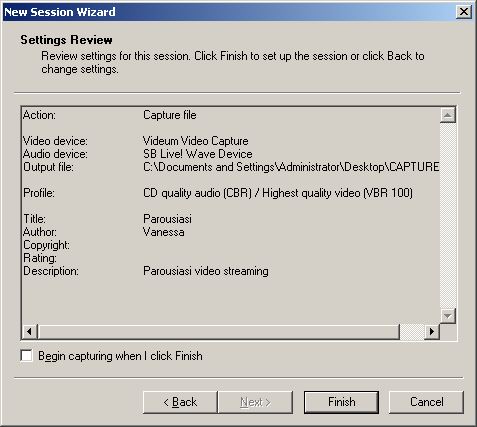 New Session Wizard
Settings Review
Review settings for this session. Click Finish to set up the session or click Back to
change settings.
Action: Capture file
Video device: Videum Video Capture
Audio device: SB Live! Wave Device
Output file: C:\Documents and Settings\Administrator\Desktop\CAPTURE
Profile: CD quality audio (CBR) / Highest quality video (VBR 100)
Title: Parousiasi
Author: Vanessa
Copyright:
Rating:
Description: Parousiasi video streaming
Begin capturing when I click Finish
< Back Next > Finish Cancel